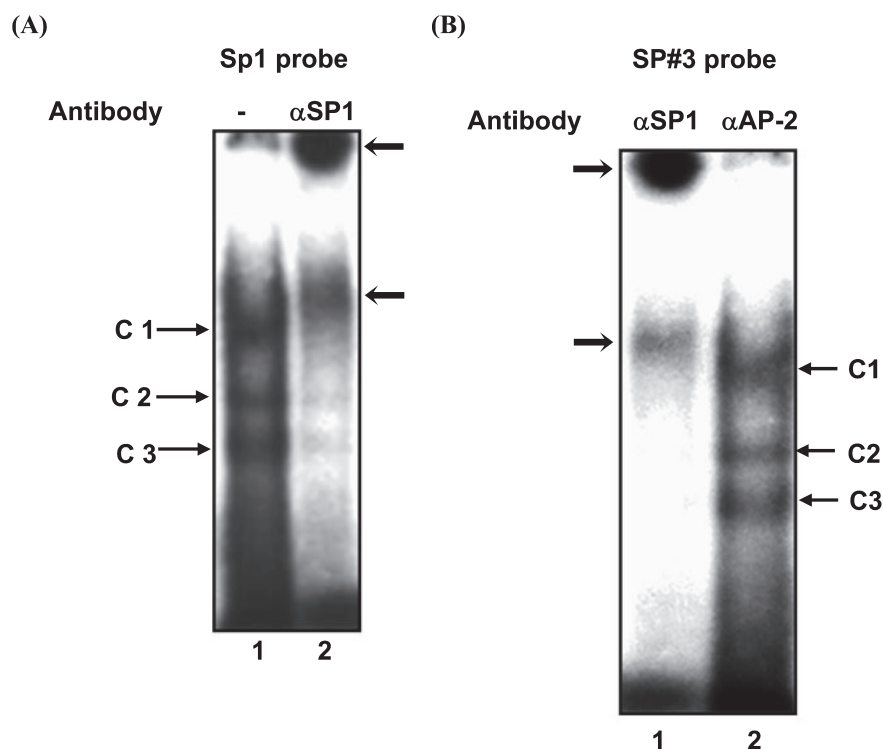 (A)
Sp1 probe
Antibody - αSP1
C 1
C 2
C 3
1 2
(B)
SP#3 probe
Antibody αSP1 αAP-2
C1
C2
C3
1 2